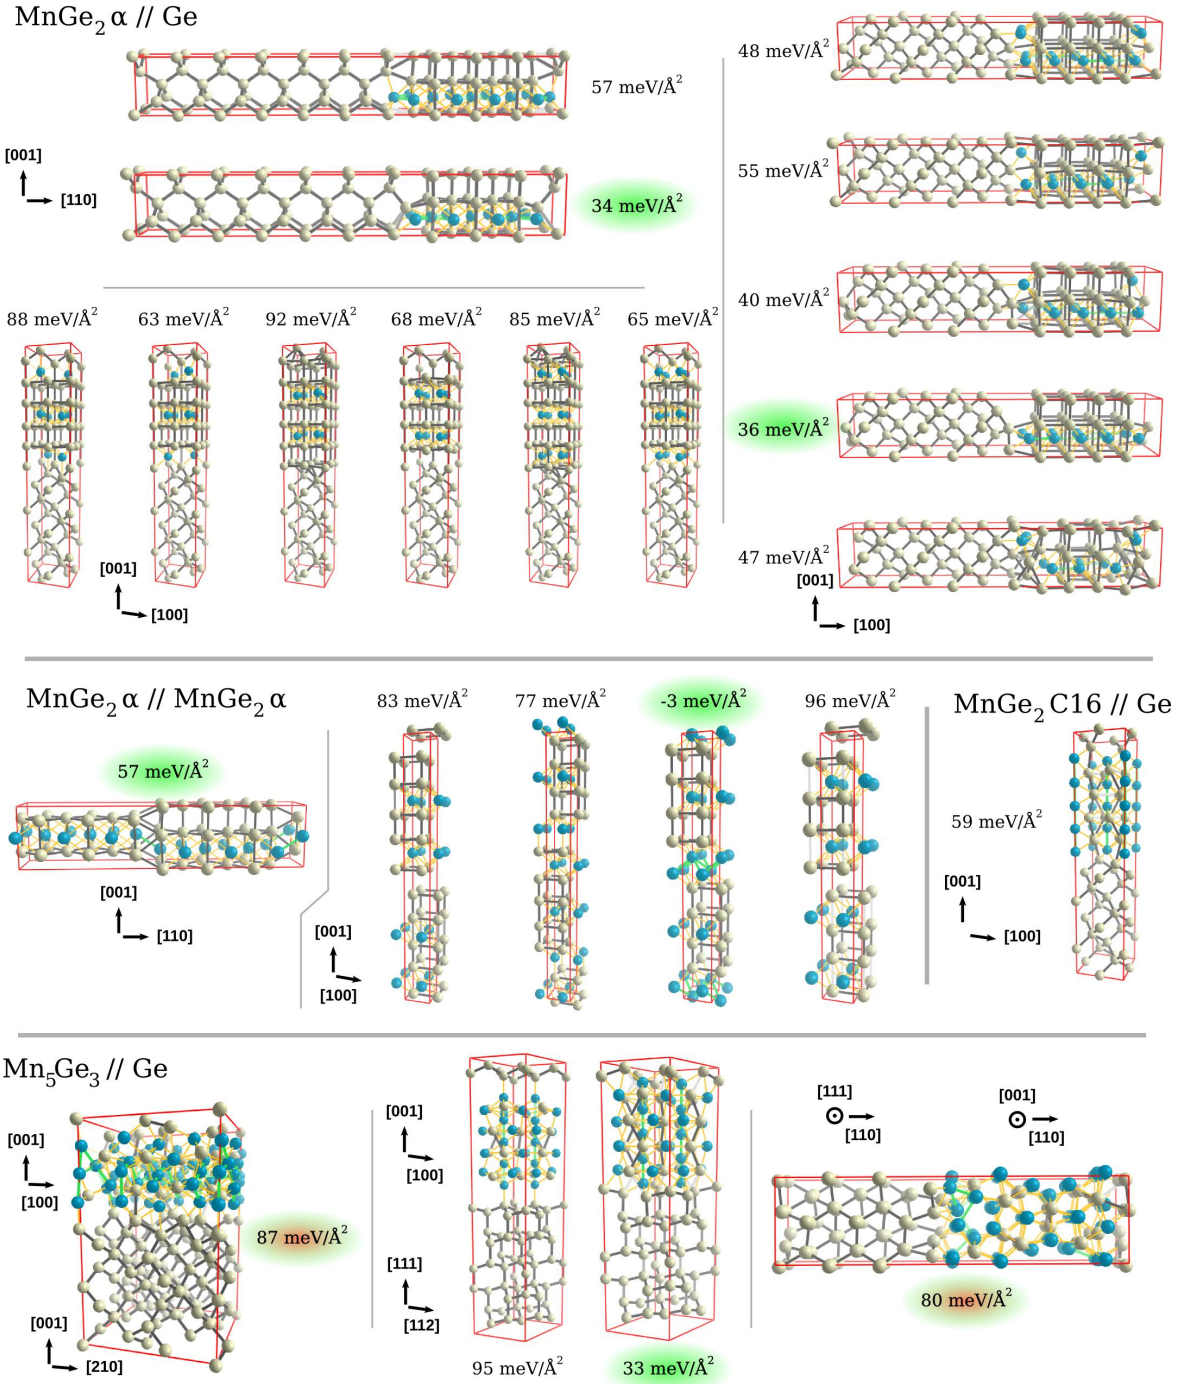 MnGe₂ α // Ge
57 meV/Å²
[001]
[110]
34 meV/Å²
88 meV/Å² 63 meV/Å² 92 meV/Å² 68 meV/Å² 85 meV/Å² 65 meV/Å²
[001]
[100]
48 meV/Å²
55 meV/Å²
40 meV/Å²
36 meV/Å²
47 meV/Å²
[001]
[100]
MnGe₂ α // MnGe₂ α
57 meV/Å²
[001]
[110]
83 meV/Å² 77 meV/Å² -3 meV/Å² 96 meV/Å²
[001]
[100]
MnGe₂ C16 // Ge
59 meV/Å²
[001]
[100]
Mn₅Ge₃ // Ge
[001]
[100]
87 meV/Å²
[001]
[210]
[001]
[100]
[111]
[112]
95 meV/Å² 33 meV/Å²
[111] [001]
[110] [110]
80 meV/Å²